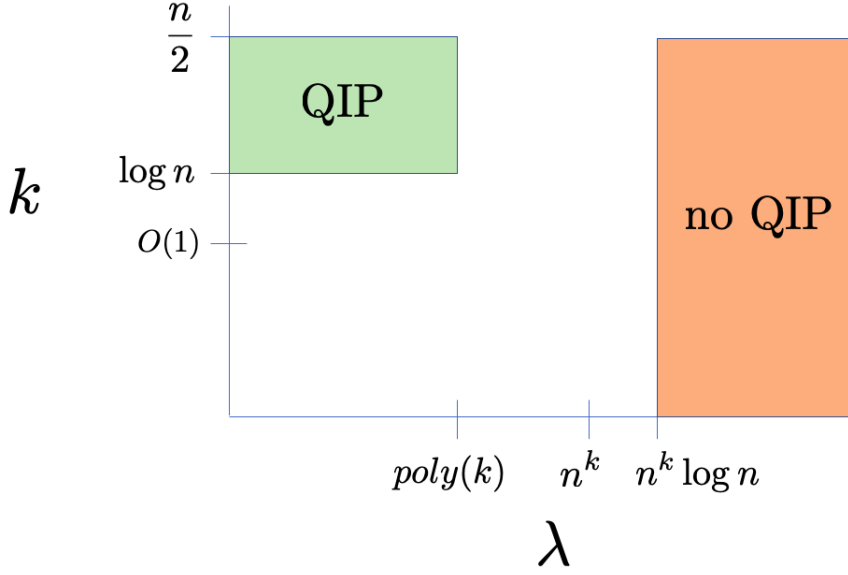 n/2
QIP
log n
k
no QIP
O(1)
poly(k)
n^k
n^k log n
λ